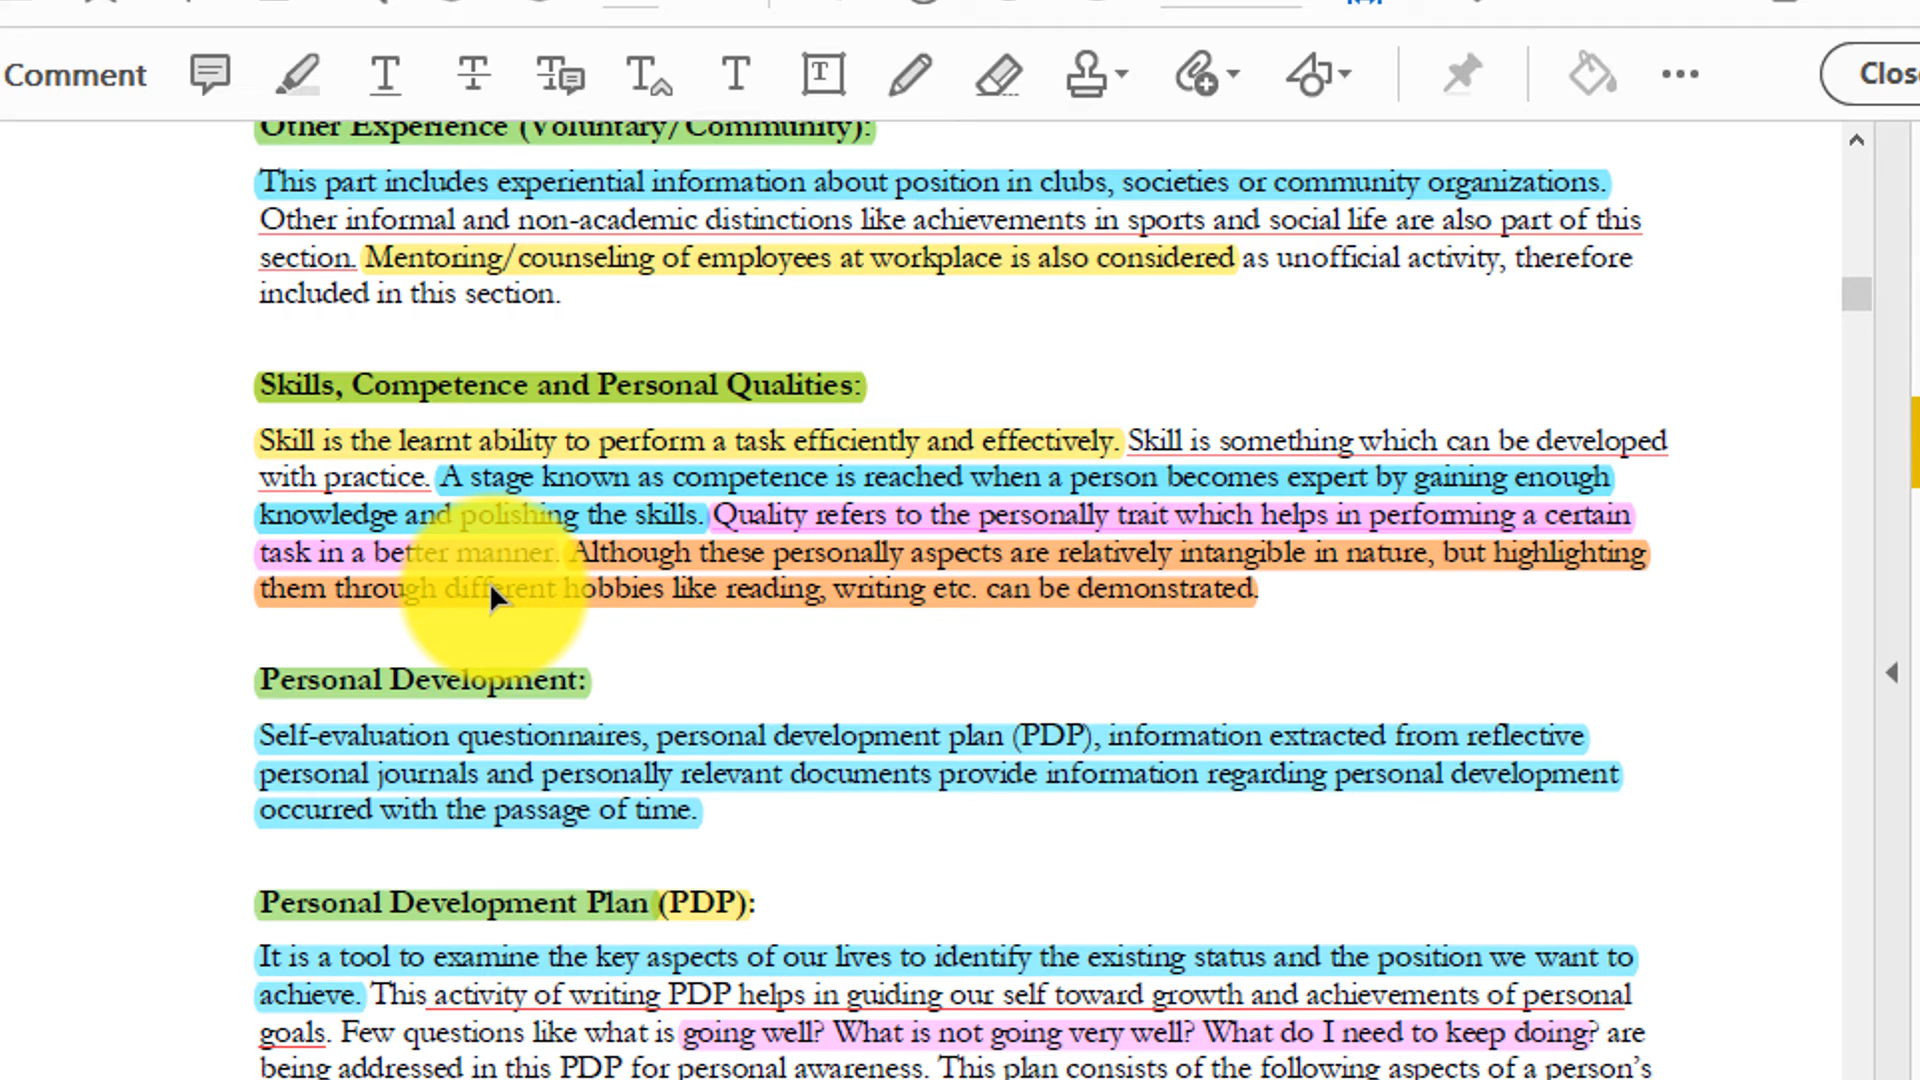 Comment
Clos
Other Experience (Voluntary/Community):
This part includes experiential information about position in clubs, societies or community organizations.
Other informal and non-academic distinctions like achievements in sports and social life are also part of this
section. Mentoring/counseling of employees at workplace is also considered as unofficial activity, therefore
included in this section.
Skills, Competence and Personal Qualities:
Skill is the learnt ability to perform a task efficiently and effectively. Skill is something which can be developed
with practice. A stage known as competence is reached when a person becomes expert by gaining enough
knowledge and polishing the skills. Quality refers to the personally trait which helps in performing a certain
task in a better manner. Although these personally aspects are relatively intangible in nature, but highlighting
them through different hobbies like reading, writing etc. can be demonstrated.
Personal Development:
Self-evaluation questionnaires, personal development plan (PDP), information extracted from reflective
personal journals and personally relevant documents provide information regarding personal development
occurred with the passage of time.
Personal Development Plan (PDP):
It is a tool to examine the key aspects of our lives to identify the existing status and the position we want to
achieve. This activity of writing PDP helps in guiding our self toward growth and achievements of personal
goals. Few questions like what is going well? What is not going very well? What do I need to keep doing? are
being addressed in this PDP for personal awareness. This plan consists of the following aspects of a person's